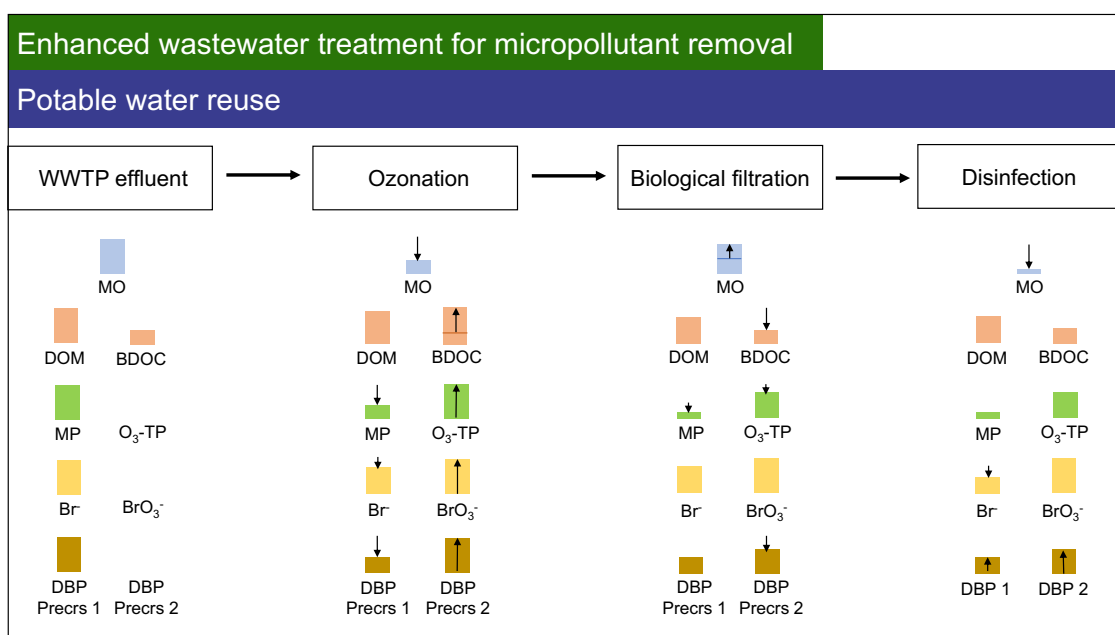 Enhanced wastewater treatment for micropollutant removal
Potable water reuse
WWTP effluent
Ozonation
Biological filtration
Disinfection
MO
MO
MO
MO
DOM
BDOC
DOM
BDOC
DOM
BDOC
DOM
BDOC
MP
O₃-TP
MP
O₃-TP
MP
O₃-TP
MP
O₃-TP
Br⁻
BrO₃⁻
Br⁻
BrO₃⁻
Br⁻
BrO₃⁻
Br⁻
BrO₃⁻
DBP
Precrs 1
DBP
Precrs 2
DBP
Precrs 1
DBP
Precrs 2
DBP
Precrs 1
DBP
Precrs 2
DBP 1
DBP 2